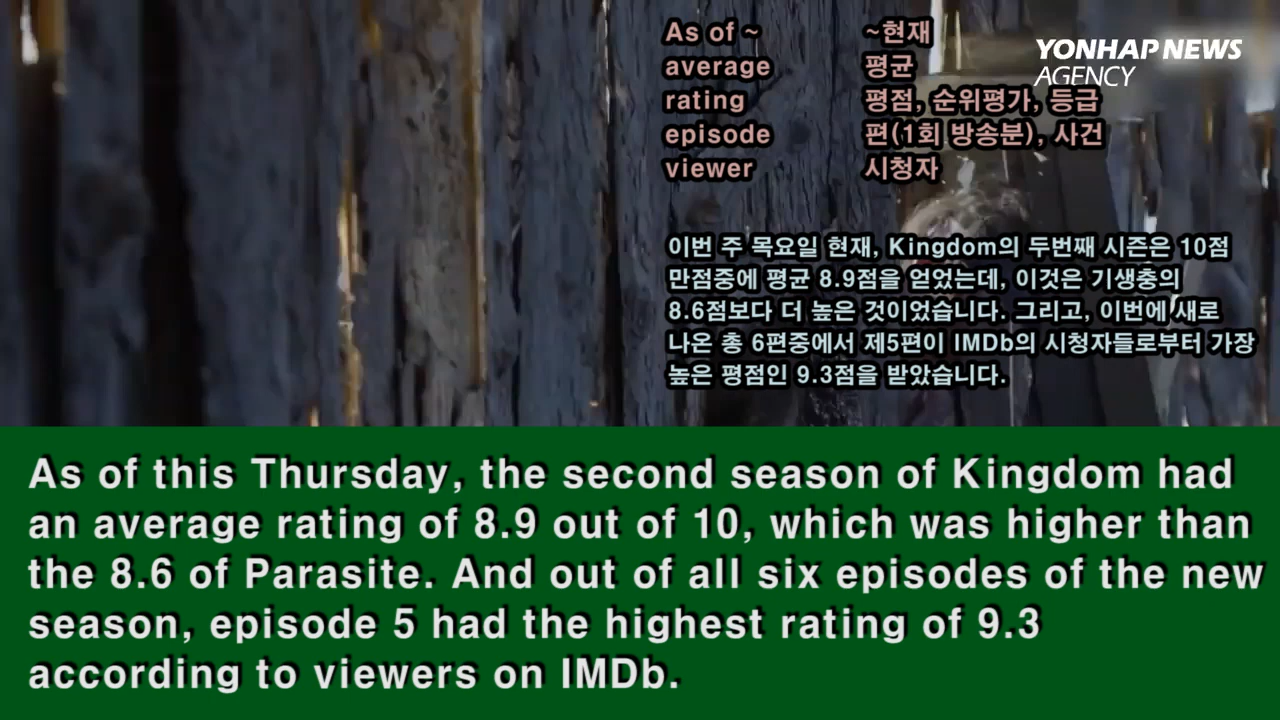 As of ~ ~현재
average 평균
rating 평점, 순위평가, 등급
episode 편(1회 방송분), 사건
viewer 시청자
YONHAP NEWS
AGENCY
이번 주 목요일 현재, Kingdom의 두번째 시즌은 10점
만점중에 평균 8.9점을 얻었는데, 이것은 기생충의
8.6점보다 더 높은 것이었습니다. 그리고, 이번에 새로
나온 총 6편중에서 제5편이 IMDb의 시청자들로부터 가장
높은 평점인 9.3점을 받았습니다.
As of this Thursday, the second season of Kingdom had
an average rating of 8.9 out of 10, which was higher than
the 8.6 of Parasite. And out of all six episodes of the new
season, episode 5 had the highest rating of 9.3
according to viewers on IMDb.